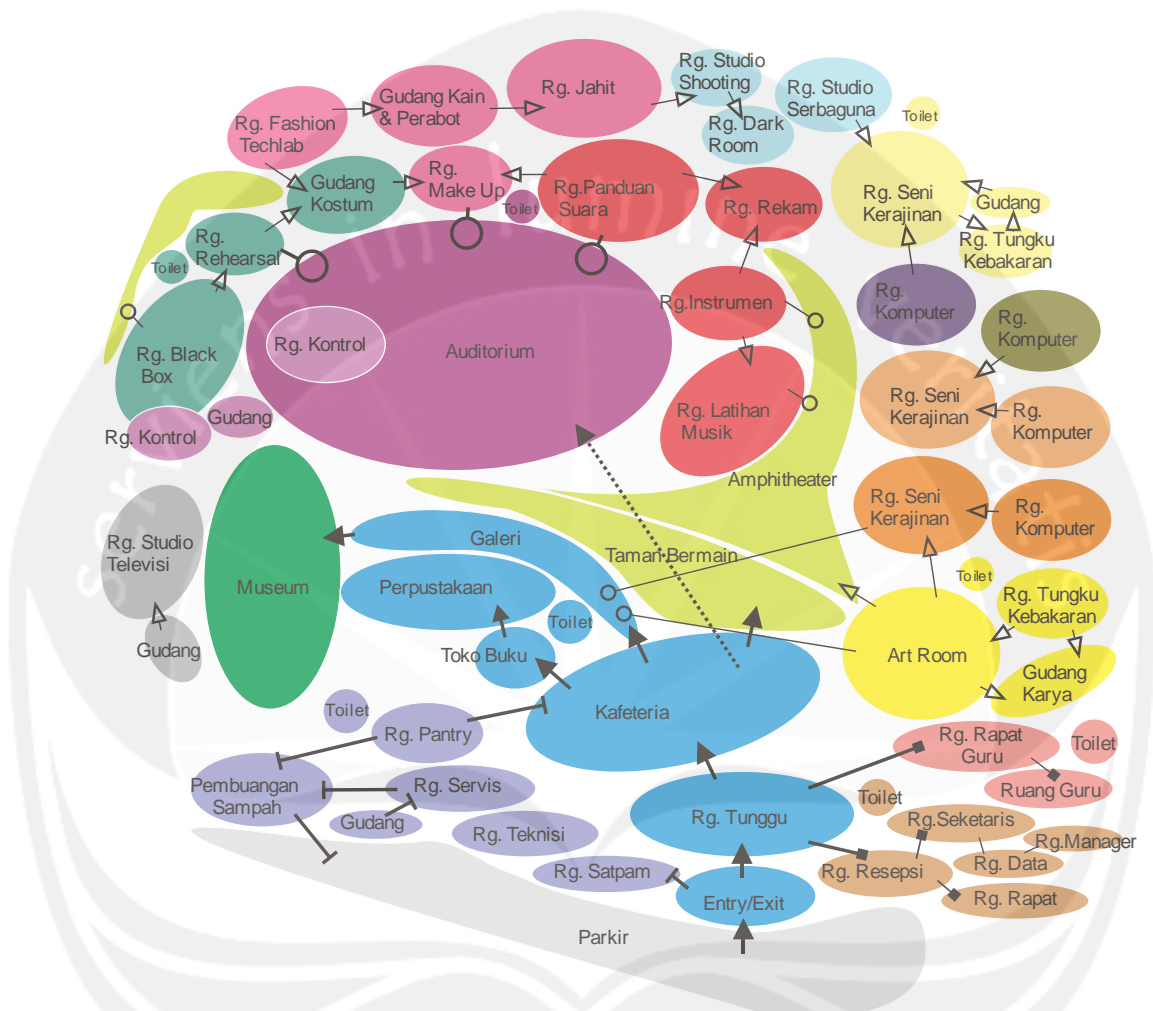 Rg. Studio
Shooting
Rg. Jahit
Rg. Studio
Serbaguna
Gudang Kain
& Perabot
Toilet
Rg. Fashion
Techlab
Rg. Dark
Room
Rg.
Make Up
Gudang
Kostum
Rg.Panduan
Suara
Rg. Rekam
Toilet
Rg. Seni
Kerajinan
Gudang
Rg.
Rehearsal
Rg. Tungku
Kebakaran
Toilet
Rg.Instrumen
Rg.
Komputer
Rg.
Komputer
Rg. Kontrol
Auditorium
Rg. Black
Box
Rg. Latihan
Musik
Rg. Seni
Kerajinan
Rg.
Komputer
Gudang
Rg. Kontrol
Amphitheater
Rg. Seni
Kerajinan
Rg.
Komputer
Rg. Studio
Televisi
Galeri
Taman Bermain
Museum
Perpustakaan
Toilet
Rg. Tungku
Kebakaran
Toilet
Gudang
Toko Buku
Art Room
Gudang
Karya
Toilet
Rg. Pantry
Kafeteria
Rg. Rapat
Guru
Toilet
Pembuangan
Sampah
Rg. Servis
Ruang Guru
Gudang
Rg. Teknisi
Rg. Tunggu
Toilet
Rg.Seketaris
Rg.Manager
Rg. Data
Rg. Satpam
Rg. Resepsi
Entry/Exit
Rg. Rapat
Parkir
serviens in lumine veritatis